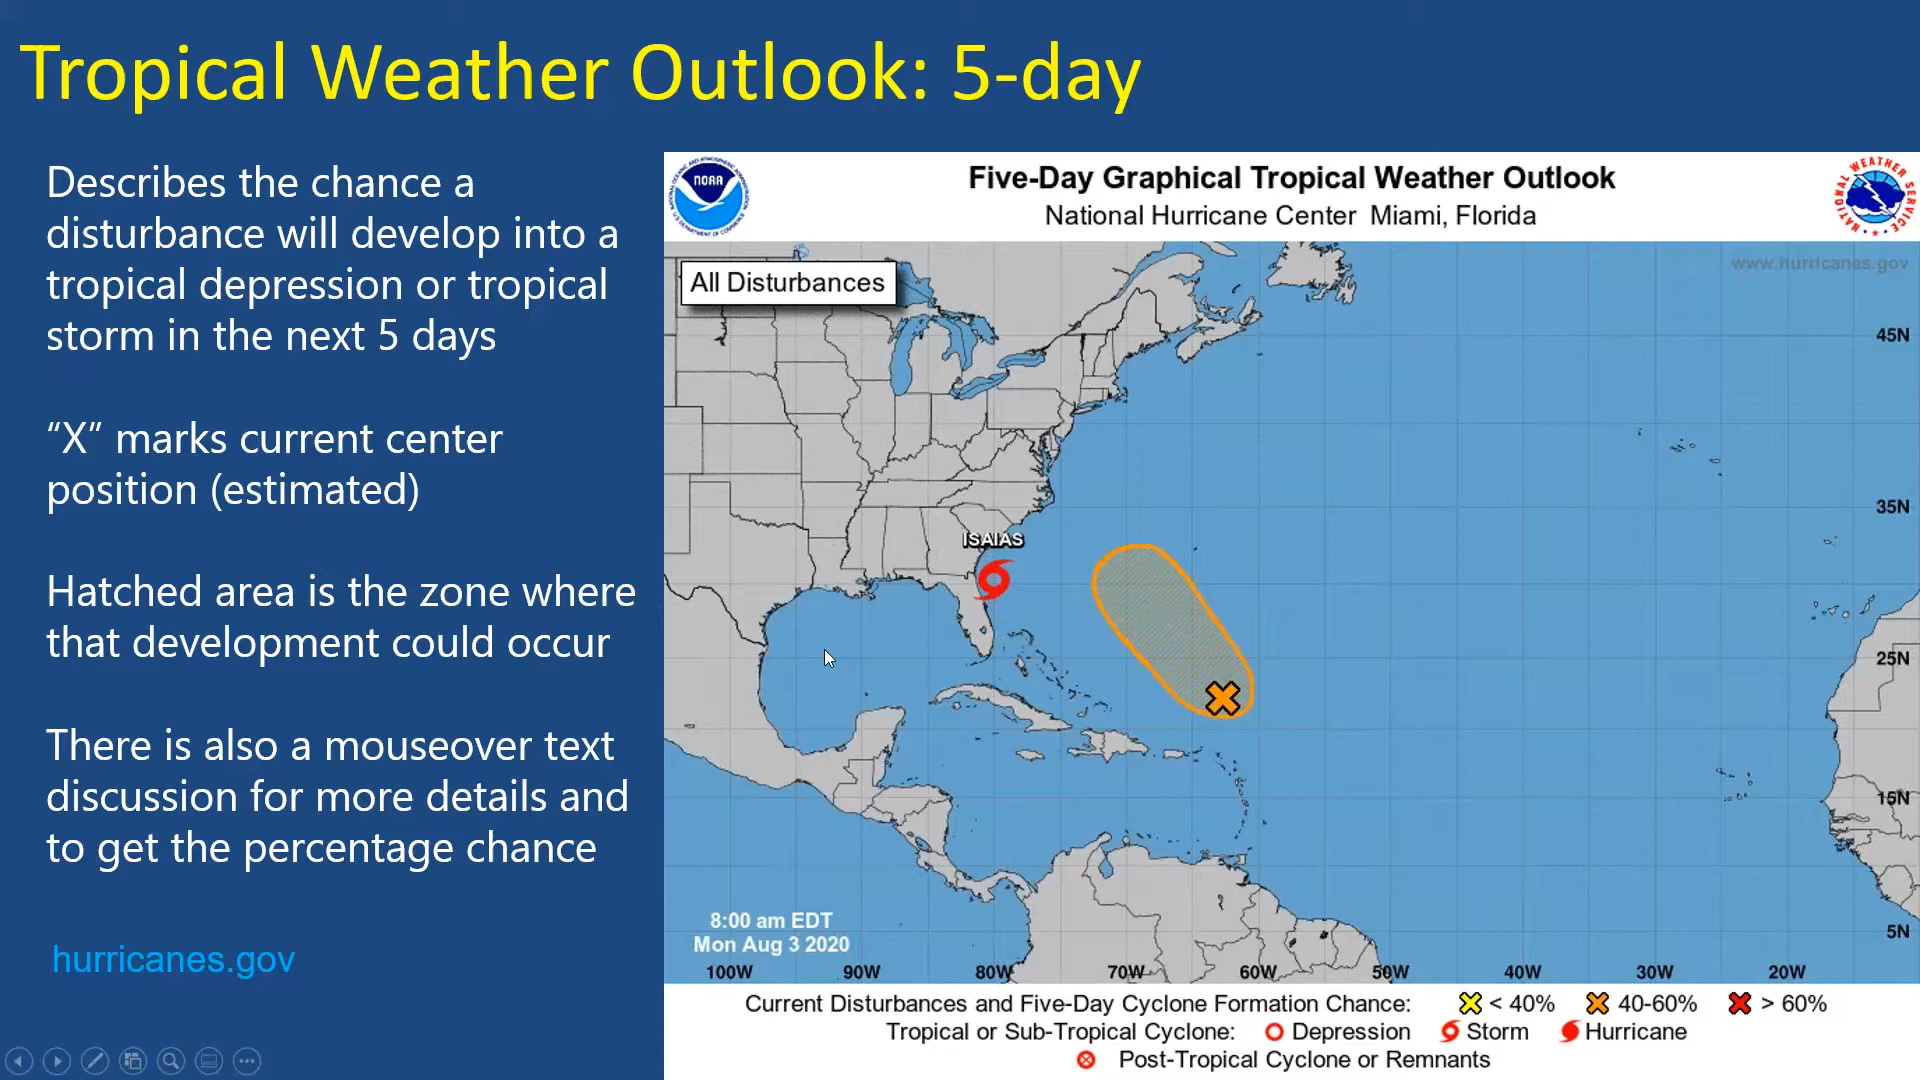 Tropical Weather Outlook: 5-day
Describes the chance a
disturbance will develop into a
tropical depression or tropical
storm in the next 5 days
“X” marks current center
position (estimated)
Hatched area is the zone where
that development could occur
There is also a mouseover text
discussion for more details and
to get the percentage chance
hurricanes.gov
NOAA
Five-Day Graphical Tropical Weather Outlook
National Hurricane Center Miami, Florida
NATIONAL WEATHER SERVICE
All Disturbances
www.hurricanes.gov
45N
35N
ISAIAS
25N
15N
8:00 am EDT
Mon Aug 3 2020
5N
100W 90W 80W 70W 60W 50W 40W 30W 20W
Current Disturbances and Five-Day Cyclone Formation Chance: < 40% 40-60% > 60%
Tropical or Sub-Tropical Cyclone: Depression Storm Hurricane
Post-Tropical Cyclone or Remnants